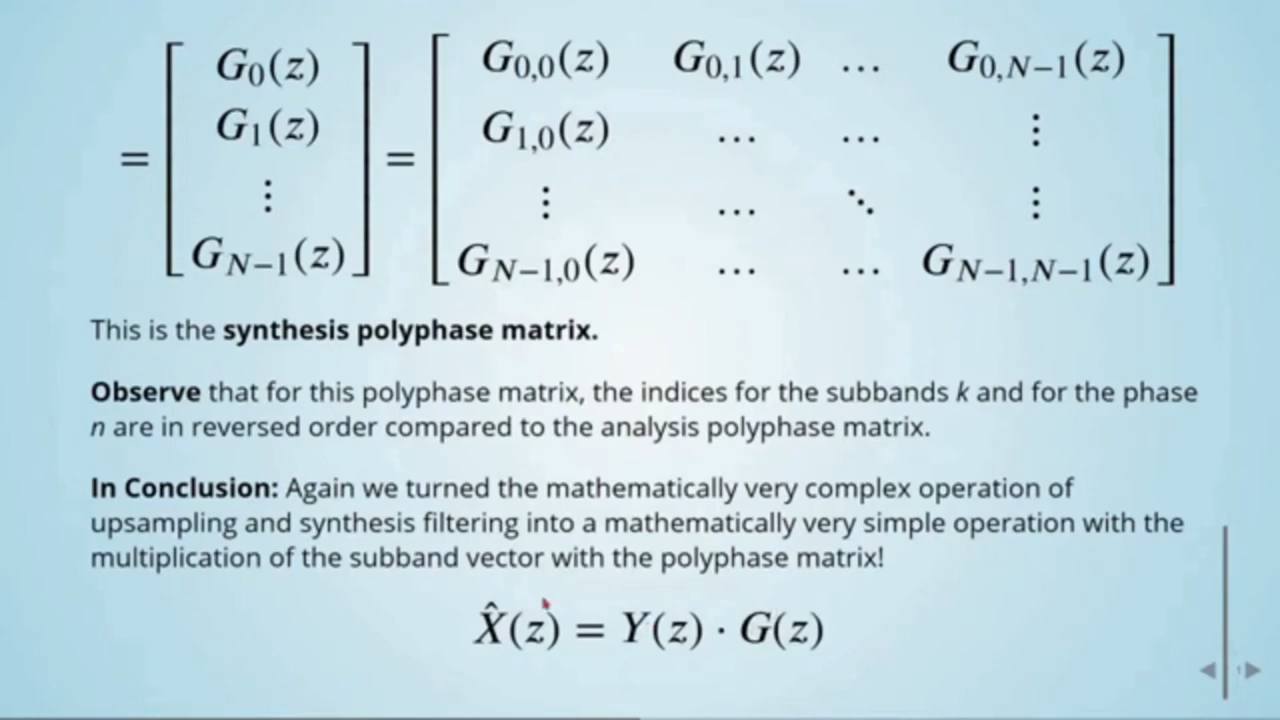 = [ G₀(z) G₁(z) ⋮ G_{N−1}(z) ] = [ G_{0,0}(z) G_{0,1}(z) … G_{0,N−1}(z)
G_{1,0}(z) … … ⋮
⋮ … ⋱ ⋮
G_{N−1,0}(z) … … G_{N−1,N−1}(z) ]
This is the synthesis polyphase matrix.
Observe that for this polyphase matrix, the indices for the subbands k and for the phase
n are in reversed order compared to the analysis polyphase matrix.
In Conclusion: Again we turned the mathematically very complex operation of
upsampling and synthesis filtering into a mathematically very simple operation with the
multiplication of the subband vector with the polyphase matrix!
X̂(z) = Y(z) · G(z)